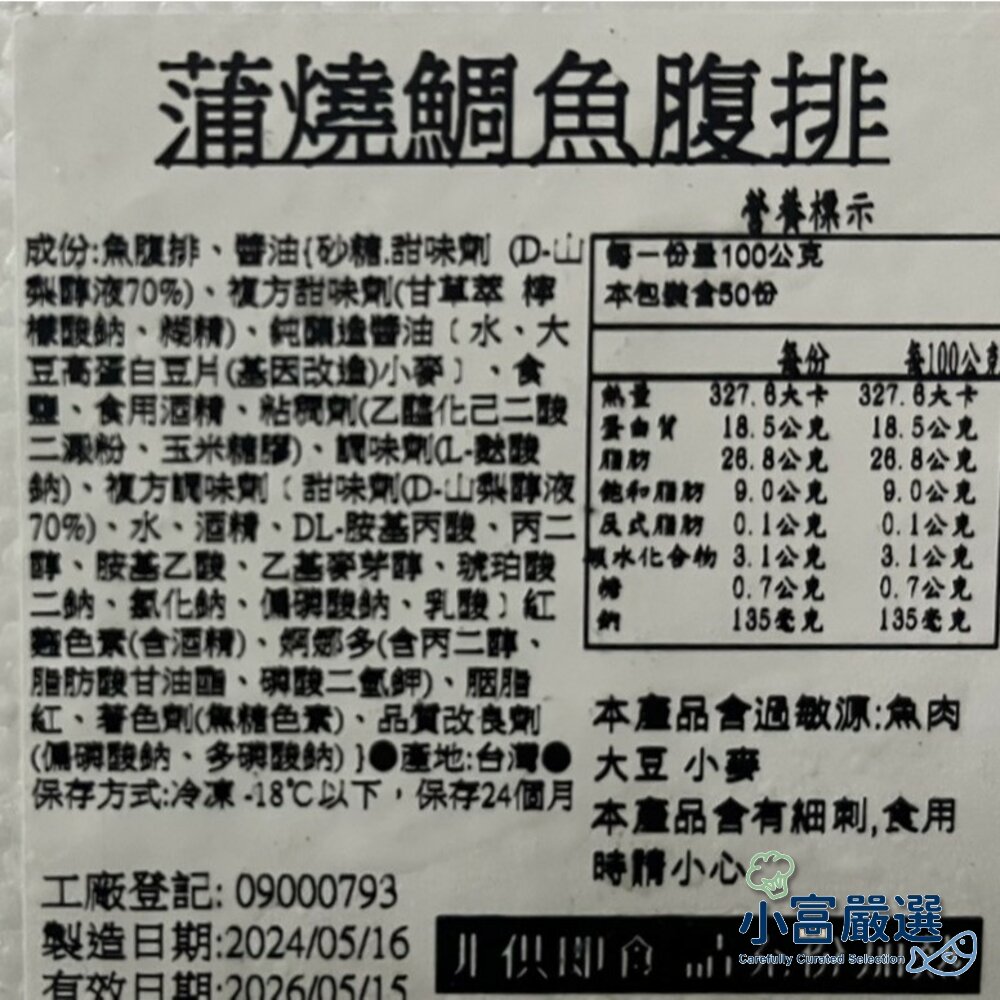 蒲燒鯛魚腹排
成份:魚腹排、醬油{砂糖.甜味劑 (D-山
梨醇液70%)、複方甜味劑(甘草萃 檸
檬酸鈉、糊精)、純釀造醬油﹝水、大
豆高蛋白豆片(基因改造)小麥﹞、食
鹽、食用酒精、粘稠劑(乙醯化己二酸
二澱粉、玉米糖膠)、調味劑(L-麩酸
鈉)、複方調味劑﹝甜味劑(D-山梨醇液
70%)、水、酒精、DL-胺基丙酸、丙二
醇、胺基乙酸、乙基麥芽醇、琥珀酸
二鈉、氯化鈉、偏磷酸鈉、乳酸﹞紅
麴色素(含酒精)、婀娜多(含丙二醇、
脂肪酸甘油酯、磷酸二氫鉀)、胭脂
紅、著色劑(焦糖色素)、品質改良劑
(偏磷酸鈉、多磷酸鈉) }●產地:台灣●
保存方式:冷凍 -18℃以下，保存24個月
工廠登記: 09000793
製造日期:2024/05/16
有效日期:2026/05/15
營養標示
每一份量100公克
本包裝含50份
每份 每100公克
熱量 327.6大卡 327.6大卡
蛋白質 18.5公克 18.5公克
脂肪 26.8公克 26.8公克
飽和脂肪 9.0公克 9.0公克
反式脂肪 0.1公克 0.1公克
碳水化合物 3.1公克 3.1公克
糖 0.7公克 0.7公克
鈉 135毫克 135毫克
本產品含過敏源:魚肉
大豆 小麥
本產品含有細刺,食用
時請小心
非供即食
小富嚴選
Carefully Curated Selection